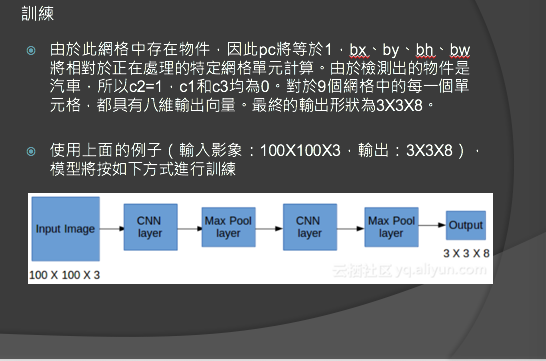 訓練
由於此網格中存在物件，因此pc將等於1，bx、by、bh、bw
將相對於正在處理的特定網格單元計算。由於檢測出的物件是
汽車，所以c2=1，c1和c3均為0。對於9個網格中的每一個單
元格，都具有八維輸出向量。最終的輸出形狀為3X3X8。
使用上面的例子（輸入影象：100X100X3，輸出：3X3X8），
模型將按如下方式進行訓練
Input Image
CNN
layer
Max Pool
layer
CNN
layer
Max Pool
layer
Output
3 X 3 X 8
100 X 100 X 3
云栖社区 yq.aliyun.com